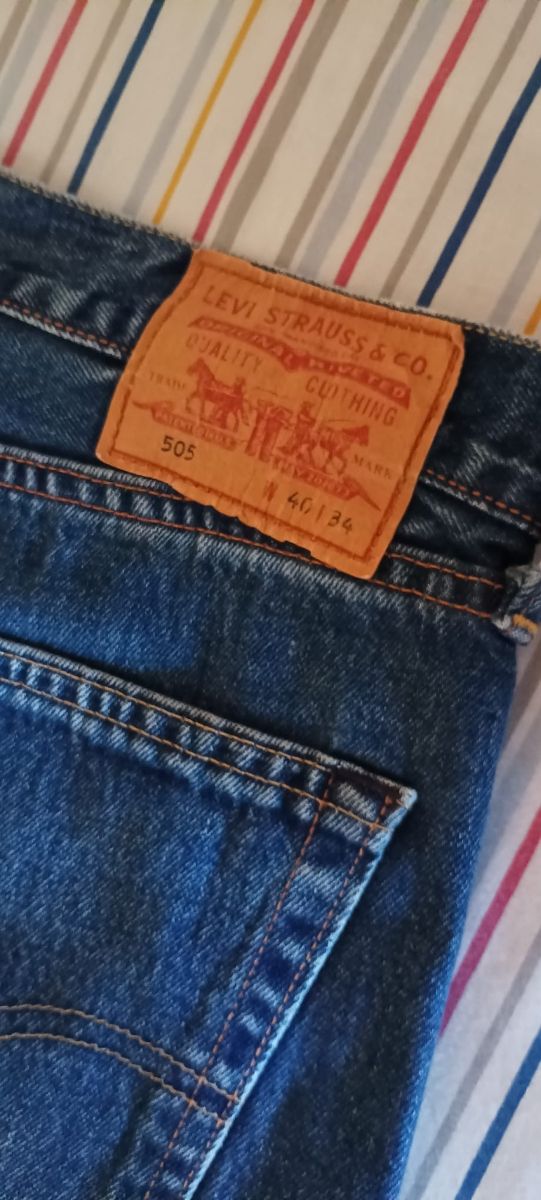 LEVI STRAUSS & CO.
ORIGINAL RIVETED
QUALITY CLOTHING
TRADE MARK
505
W 40 | 34